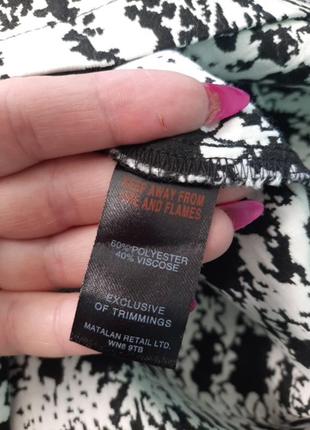 KEEP AWAY FROM
FIRE AND FLAMES
60% POLYESTER
40% VISCOSE
EXCLUSIVE
OF TRIMMINGS
MATALAN RETAIL LTD.
WN8 9TB